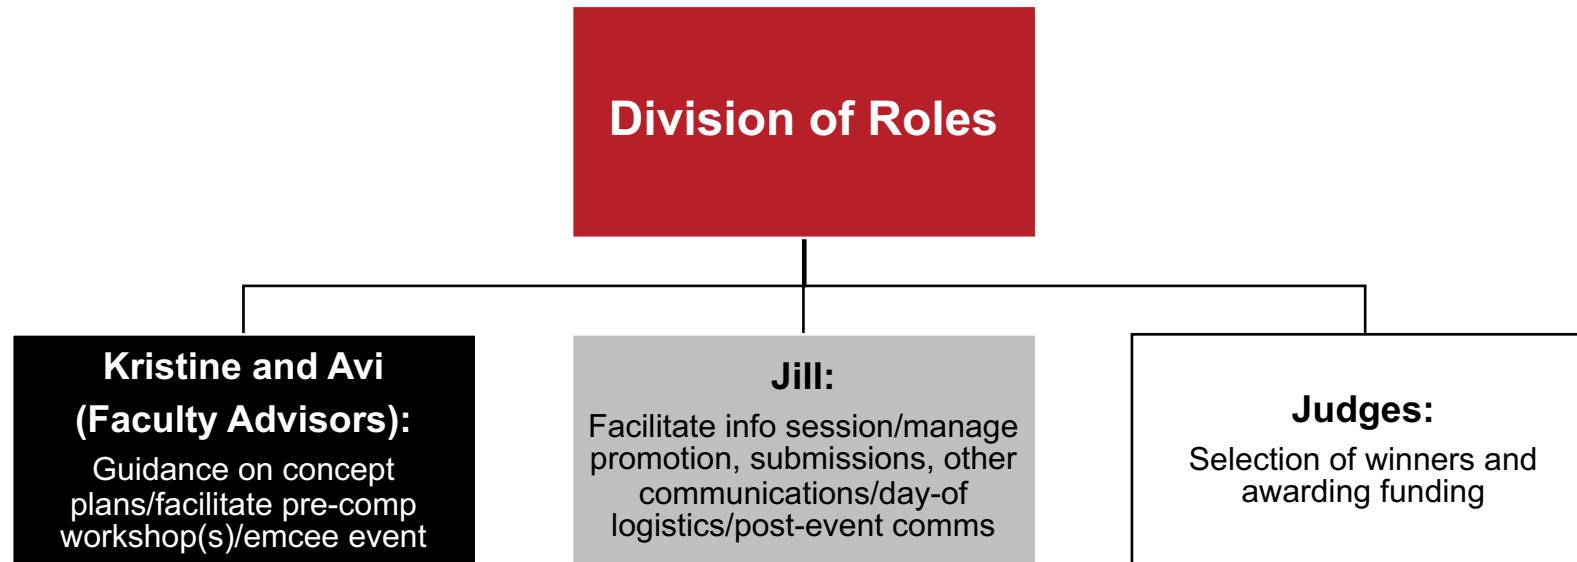 Division of Roles
Kristine and Avi
(Faculty Advisors):
Guidance on concept
plans/facilitate pre-comp
workshop(s)/emcee event
Jill:
Facilitate info session/manage
promotion, submissions, other
communications/day-of
logistics/post-event comms
Judges:
Selection of winners and
awarding funding